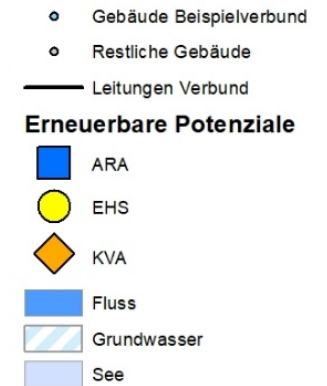 Gebäude Beispielverbund
Restliche Gebäude
Leitungen Verbund
Erneuerbare Potenziale
ARA
EHS
KVA
Fluss
Grundwasser
See